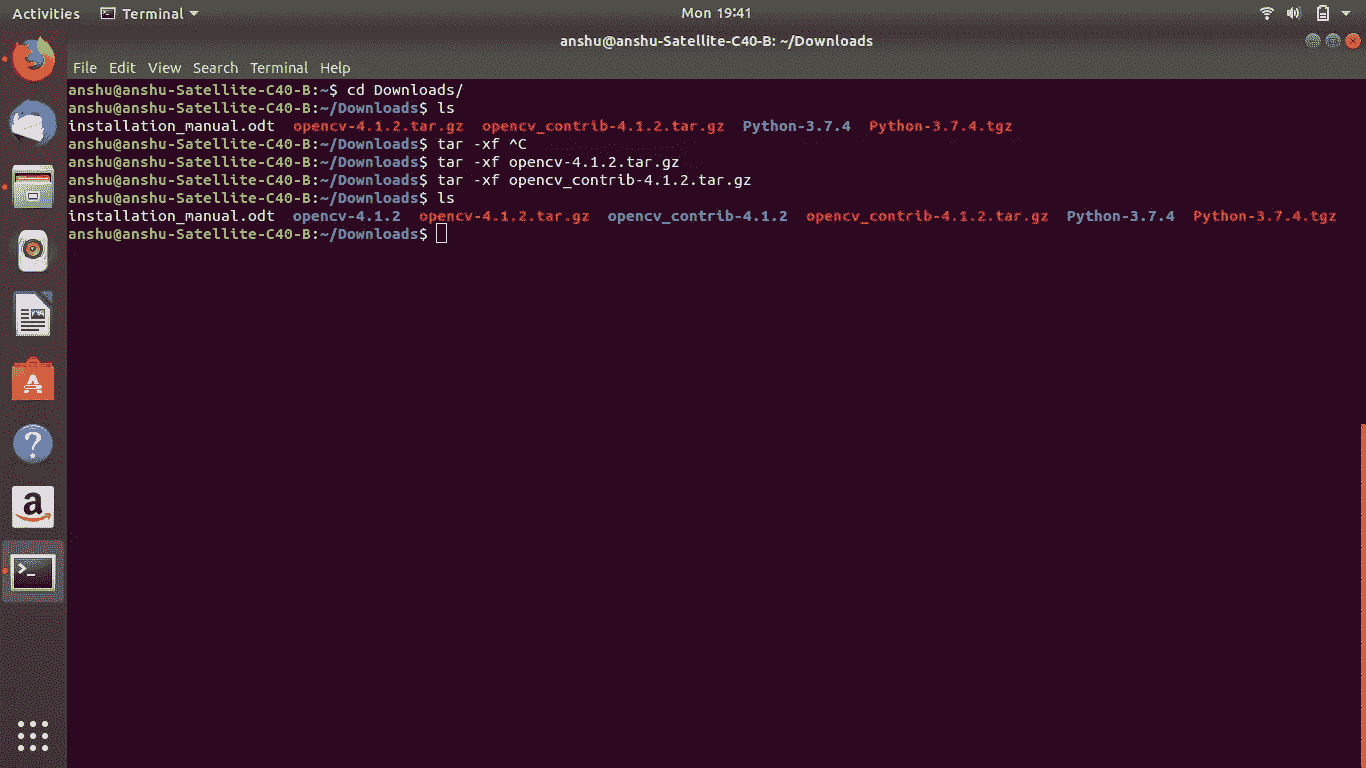 Activities Terminal Mon 19:41
anshu@anshu-Satellite-C40-B: ~/Downloads
File Edit View Search Terminal Help
anshu@anshu-Satellite-C40-B:~$ cd Downloads/
anshu@anshu-Satellite-C40-B:~/Downloads$ ls
installation_manual.odt opencv-4.1.2.tar.gz opencv_contrib-4.1.2.tar.gz Python-3.7.4 Python-3.7.4.tgz
anshu@anshu-Satellite-C40-B:~/Downloads$ tar -xf ^C
anshu@anshu-Satellite-C40-B:~/Downloads$ tar -xf opencv-4.1.2.tar.gz
anshu@anshu-Satellite-C40-B:~/Downloads$ tar -xf opencv_contrib-4.1.2.tar.gz
anshu@anshu-Satellite-C40-B:~/Downloads$ ls
installation_manual.odt opencv-4.1.2 opencv-4.1.2.tar.gz opencv_contrib-4.1.2 opencv_contrib-4.1.2.tar.gz Python-3.7.4 Python-3.7.4.tgz
anshu@anshu-Satellite-C40-B:~/Downloads$